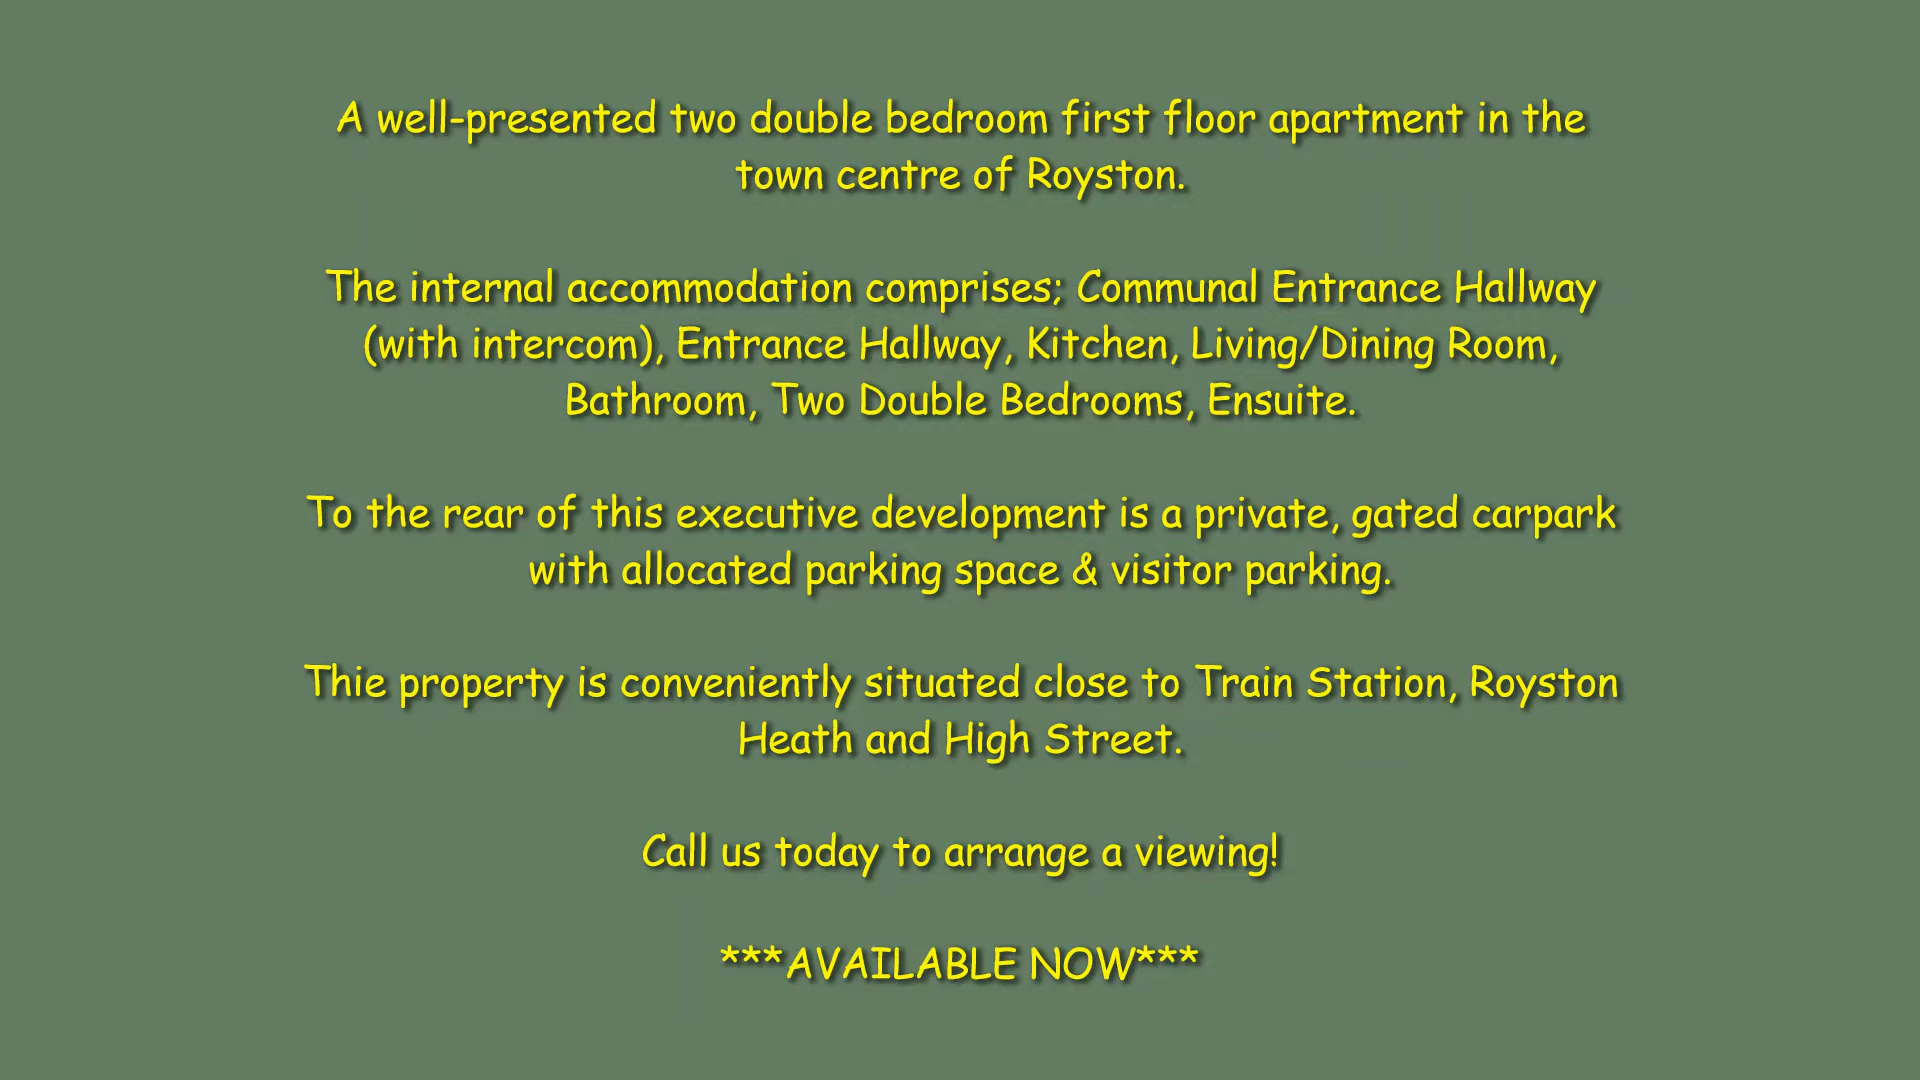 A well-presented two double bedroom first floor apartment in the
town centre of Royston.
The internal accommodation comprises; Communal Entrance Hallway
(with intercom), Entrance Hallway, Kitchen, Living/Dining Room,
Bathroom, Two Double Bedrooms, Ensuite.
To the rear of this executive development is a private, gated carpark
with allocated parking space & visitor parking.
Thie property is conveniently situated close to Train Station, Royston
Heath and High Street.
Call us today to arrange a viewing!
***AVAILABLE NOW***